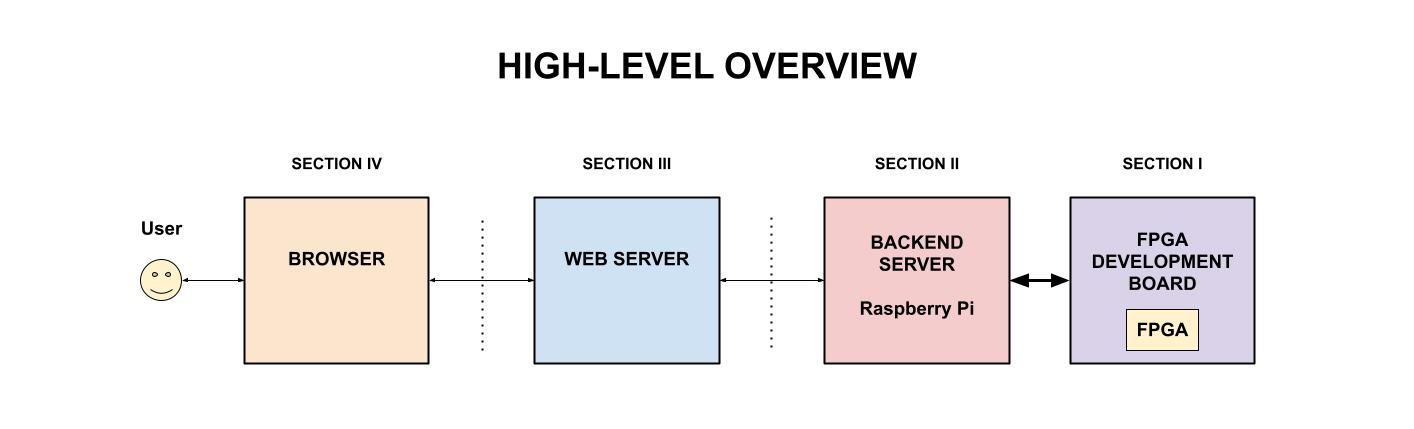 HIGH-LEVEL OVERVIEW
SECTION IV
SECTION III
SECTION II
SECTION I
User
BROWSER
WEB SERVER
BACKEND
SERVER
Raspberry Pi
FPGA
DEVELOPMENT
BOARD
FPGA